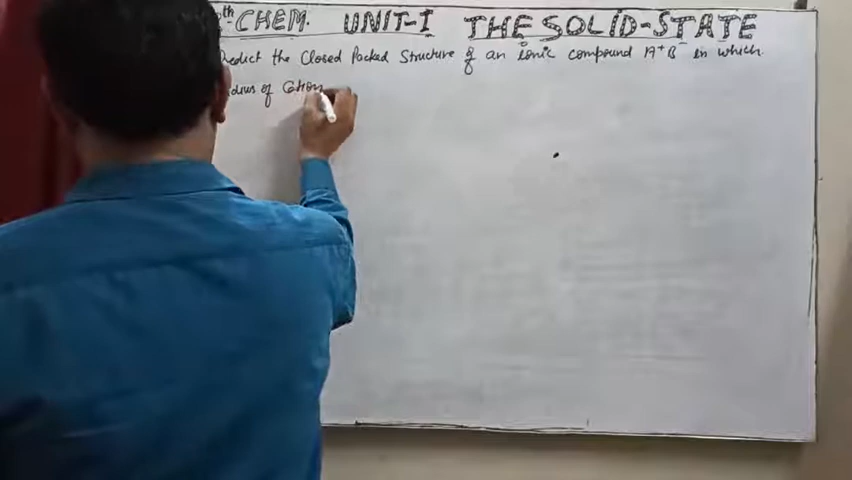 th CHEM. UNIT-I THE SOLID-STATE
Predict the Closed Packed Structure of an ionic compound A+ B- in which
dius of Cation